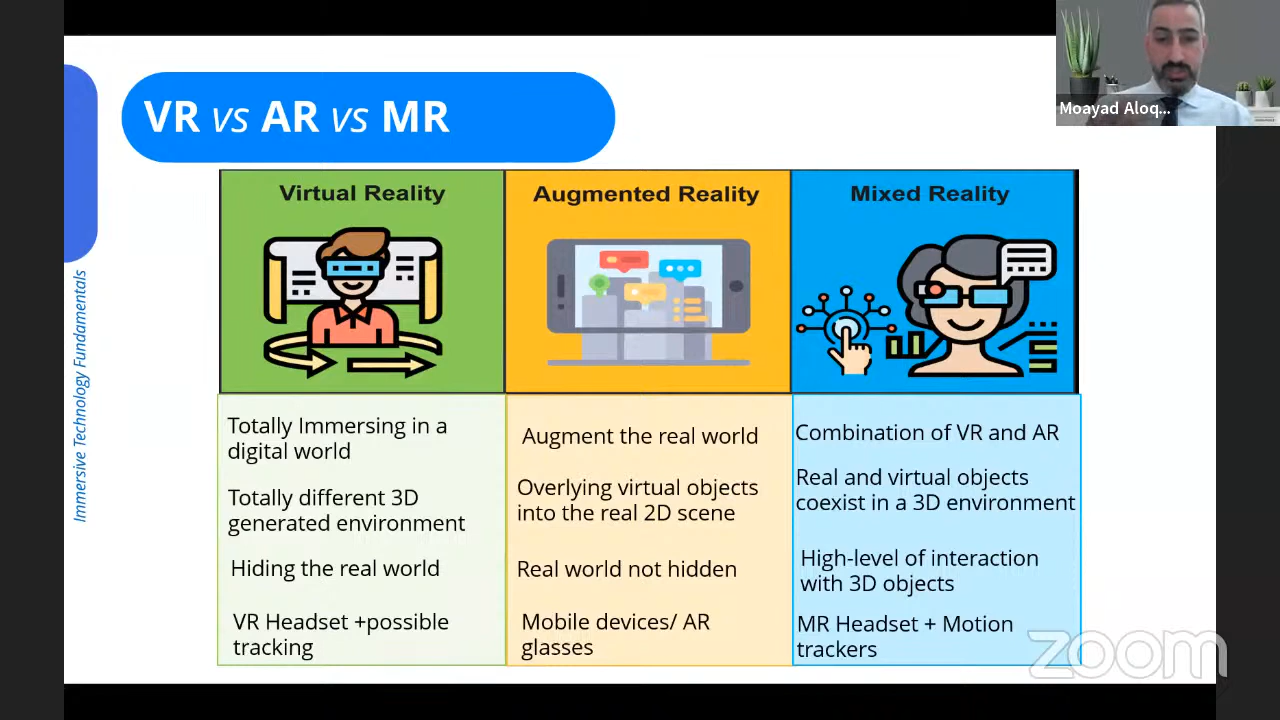 VR vs AR vs MR
Moayad Aloq...
Immersive Technology Fundamentals
Virtual Reality
Totally Immersing in a
digital world
Totally different 3D
generated environment
Hiding the real world
VR Headset +possible
tracking
Augmented Reality
Augment the real world
Overlying virtual objects
into the real 2D scene
Real world not hidden
Mobile devices/ AR
glasses
Mixed Reality
Combination of VR and AR
Real and virtual objects
coexist in a 3D environment
High-level of interaction
with 3D objects
MR Headset + Motion
trackers
zoom